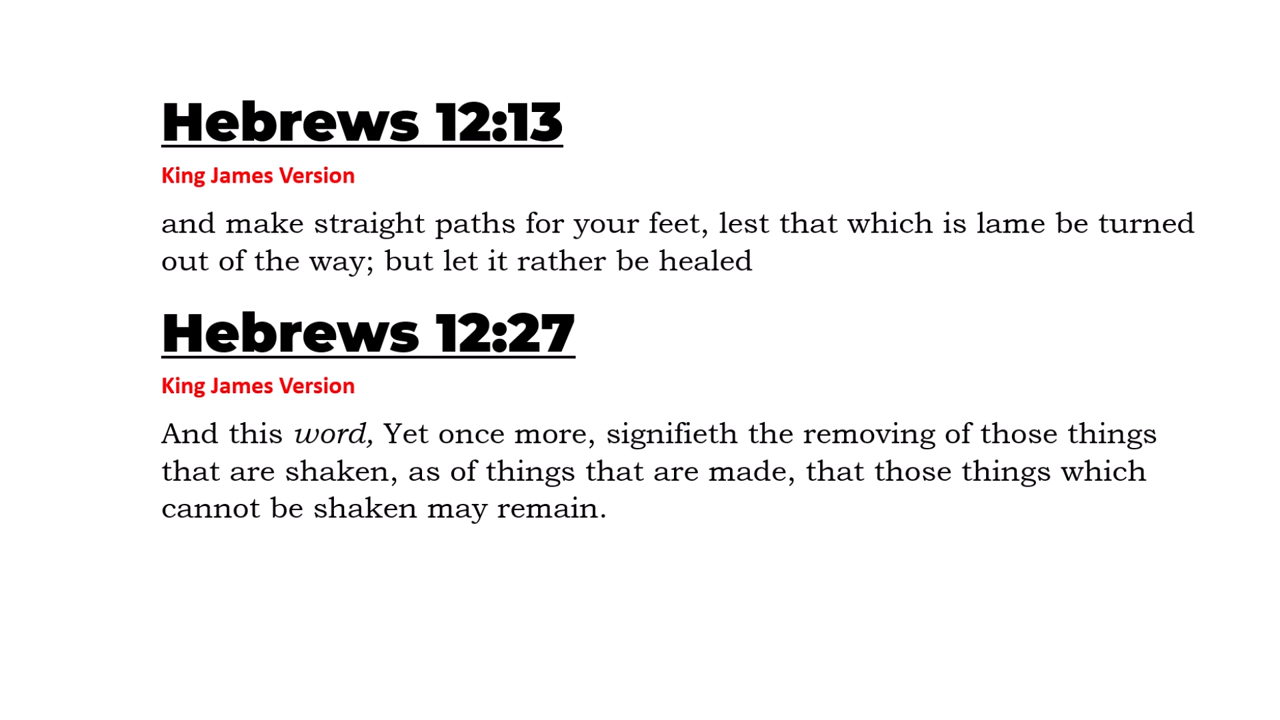 Hebrews 12:13
King James Version
and make straight paths for your feet, lest that which is lame be turned
out of the way; but let it rather be healed
Hebrews 12:27
King James Version
And this word, Yet once more, signifieth the removing of those things
that are shaken, as of things that are made, that those things which
cannot be shaken may remain.